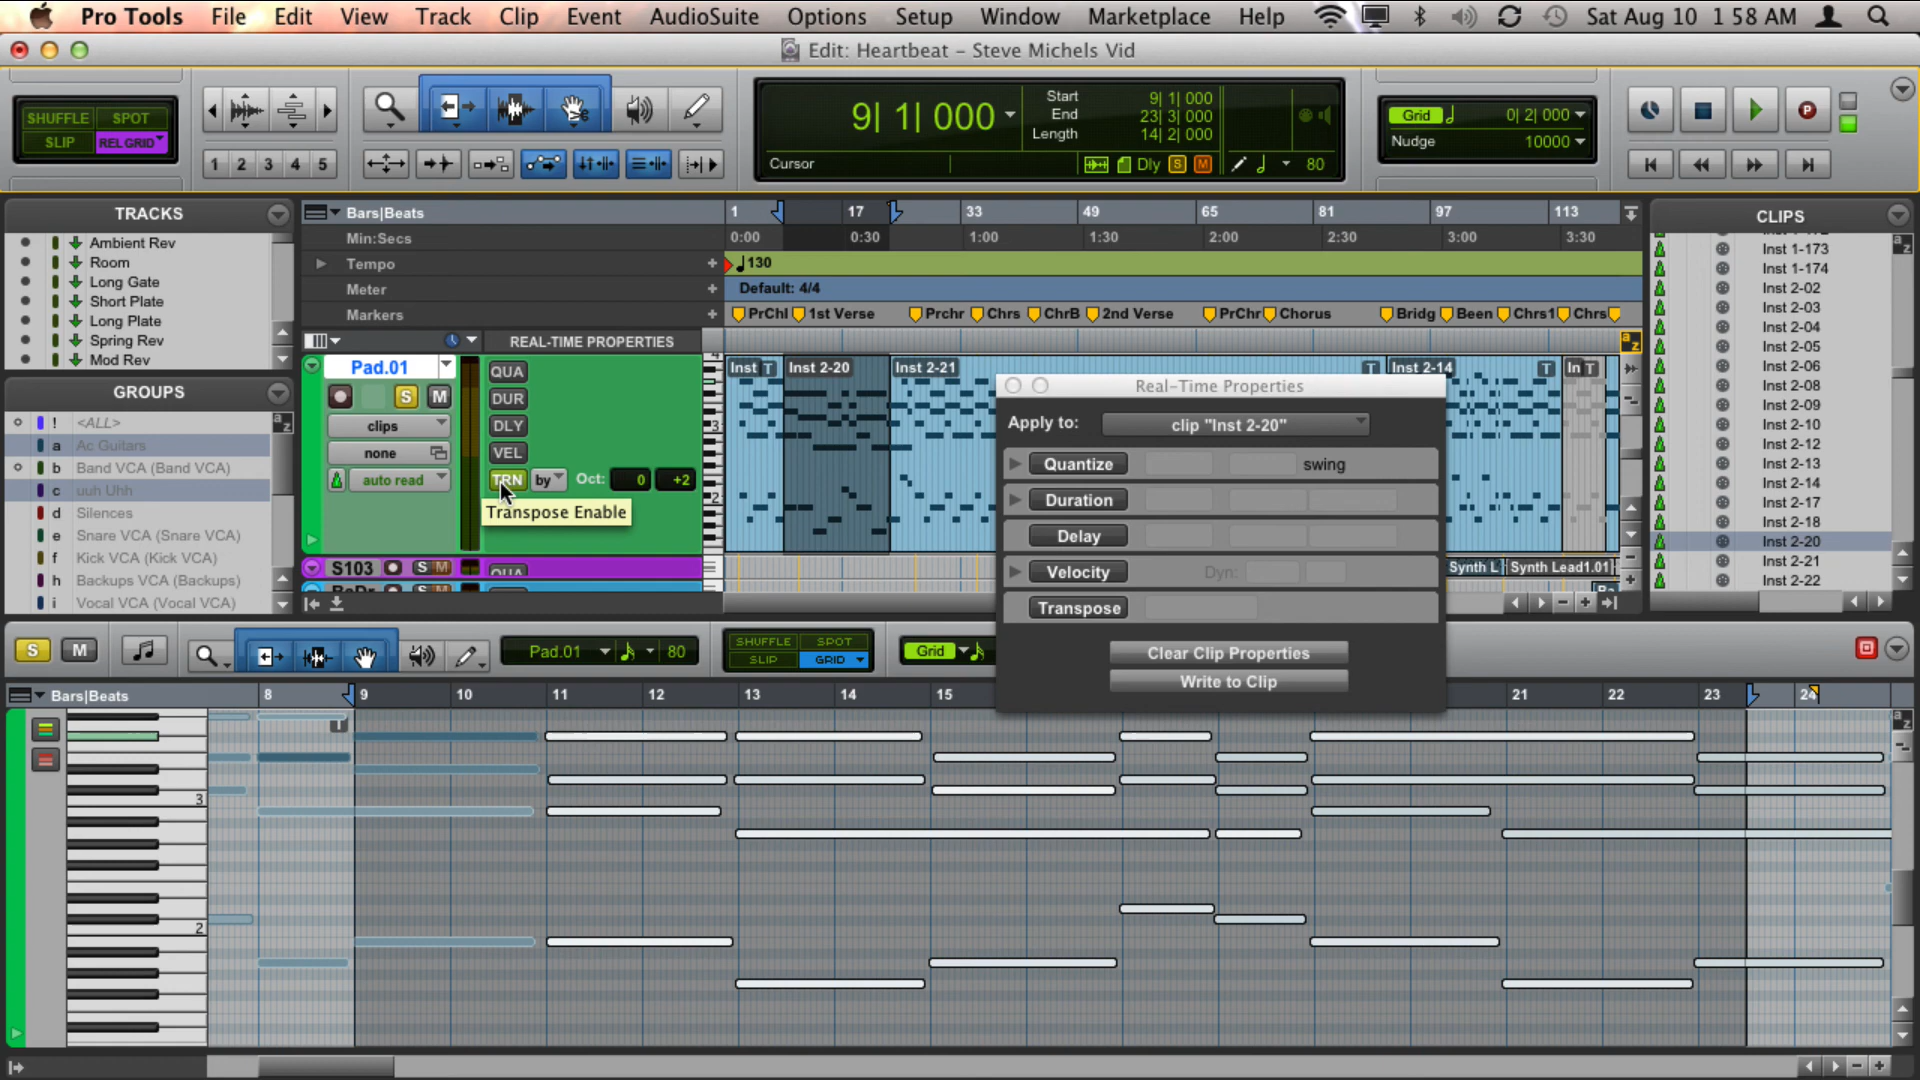 Pro Tools File Edit View Track Clip Event AudioSuite Options Setup Window Marketplace Help Sat Aug 10 1 58 AM
Edit: Heartbeat – Steve Michels Vid
SHUFFLE SPOT
SLIP REL GRID
1 2 3 4 5
9| 1| 000
Start 9| 1| 000
End 23| 3| 000
Length 14| 2| 000
Cursor Dly S M 80
Grid 0| 2| 000
Nudge 10000
P
TRACKS
Ambient Rev
Room
Long Gate
Short Plate
Long Plate
Spring Rev
Mod Rev
GROUPS
! <ALL>
a Ac Guitars
b Band VCA (Band VCA)
c uuh Uhh
d Silences
e Snare VCA (Snare VCA)
f Kick VCA (Kick VCA)
h Backups VCA (Backups)
i Vocal VCA (Vocal VCA)
Bars|Beats 1 17 33 49 65 81 97 113
Min:Secs 0:00 0:30 1:00 1:30 2:00 2:30 3:00 3:30
Tempo 130
Meter Default: 4/4
Markers PrChl 1st Verse Prchr Chrs ChrB 2nd Verse PrChr Chorus Bridg Been Chrs1 Chrs
REAL-TIME PROPERTIES
Pad.01
S M
clips
none
auto read
QUA
DUR
DLY
VEL
TRN by Oct: 0 +2
Transpose Enable
S103 S M QUA
Inst T Inst 2-20 Inst 2-21 T Inst 2-14 T In T
Synth L Synth Lead1.01
Real-Time Properties
Apply to: clip "Inst 2-20"
Quantize swing
Duration
Delay
Velocity Dyn:
Transpose
Clear Clip Properties
Write to Clip
CLIPS
Inst 1-173
Inst 1-174
Inst 2-02
Inst 2-03
Inst 2-04
Inst 2-05
Inst 2-06
Inst 2-08
Inst 2-09
Inst 2-10
Inst 2-12
Inst 2-13
Inst 2-14
Inst 2-17
Inst 2-18
Inst 2-20
Inst 2-21
Inst 2-22
S M Pad.01 80
SHUFFLE SPOT
SLIP GRID
Grid
Bars|Beats 8 9 10 11 12 13 14 15 21 22 23 24
T
3
2